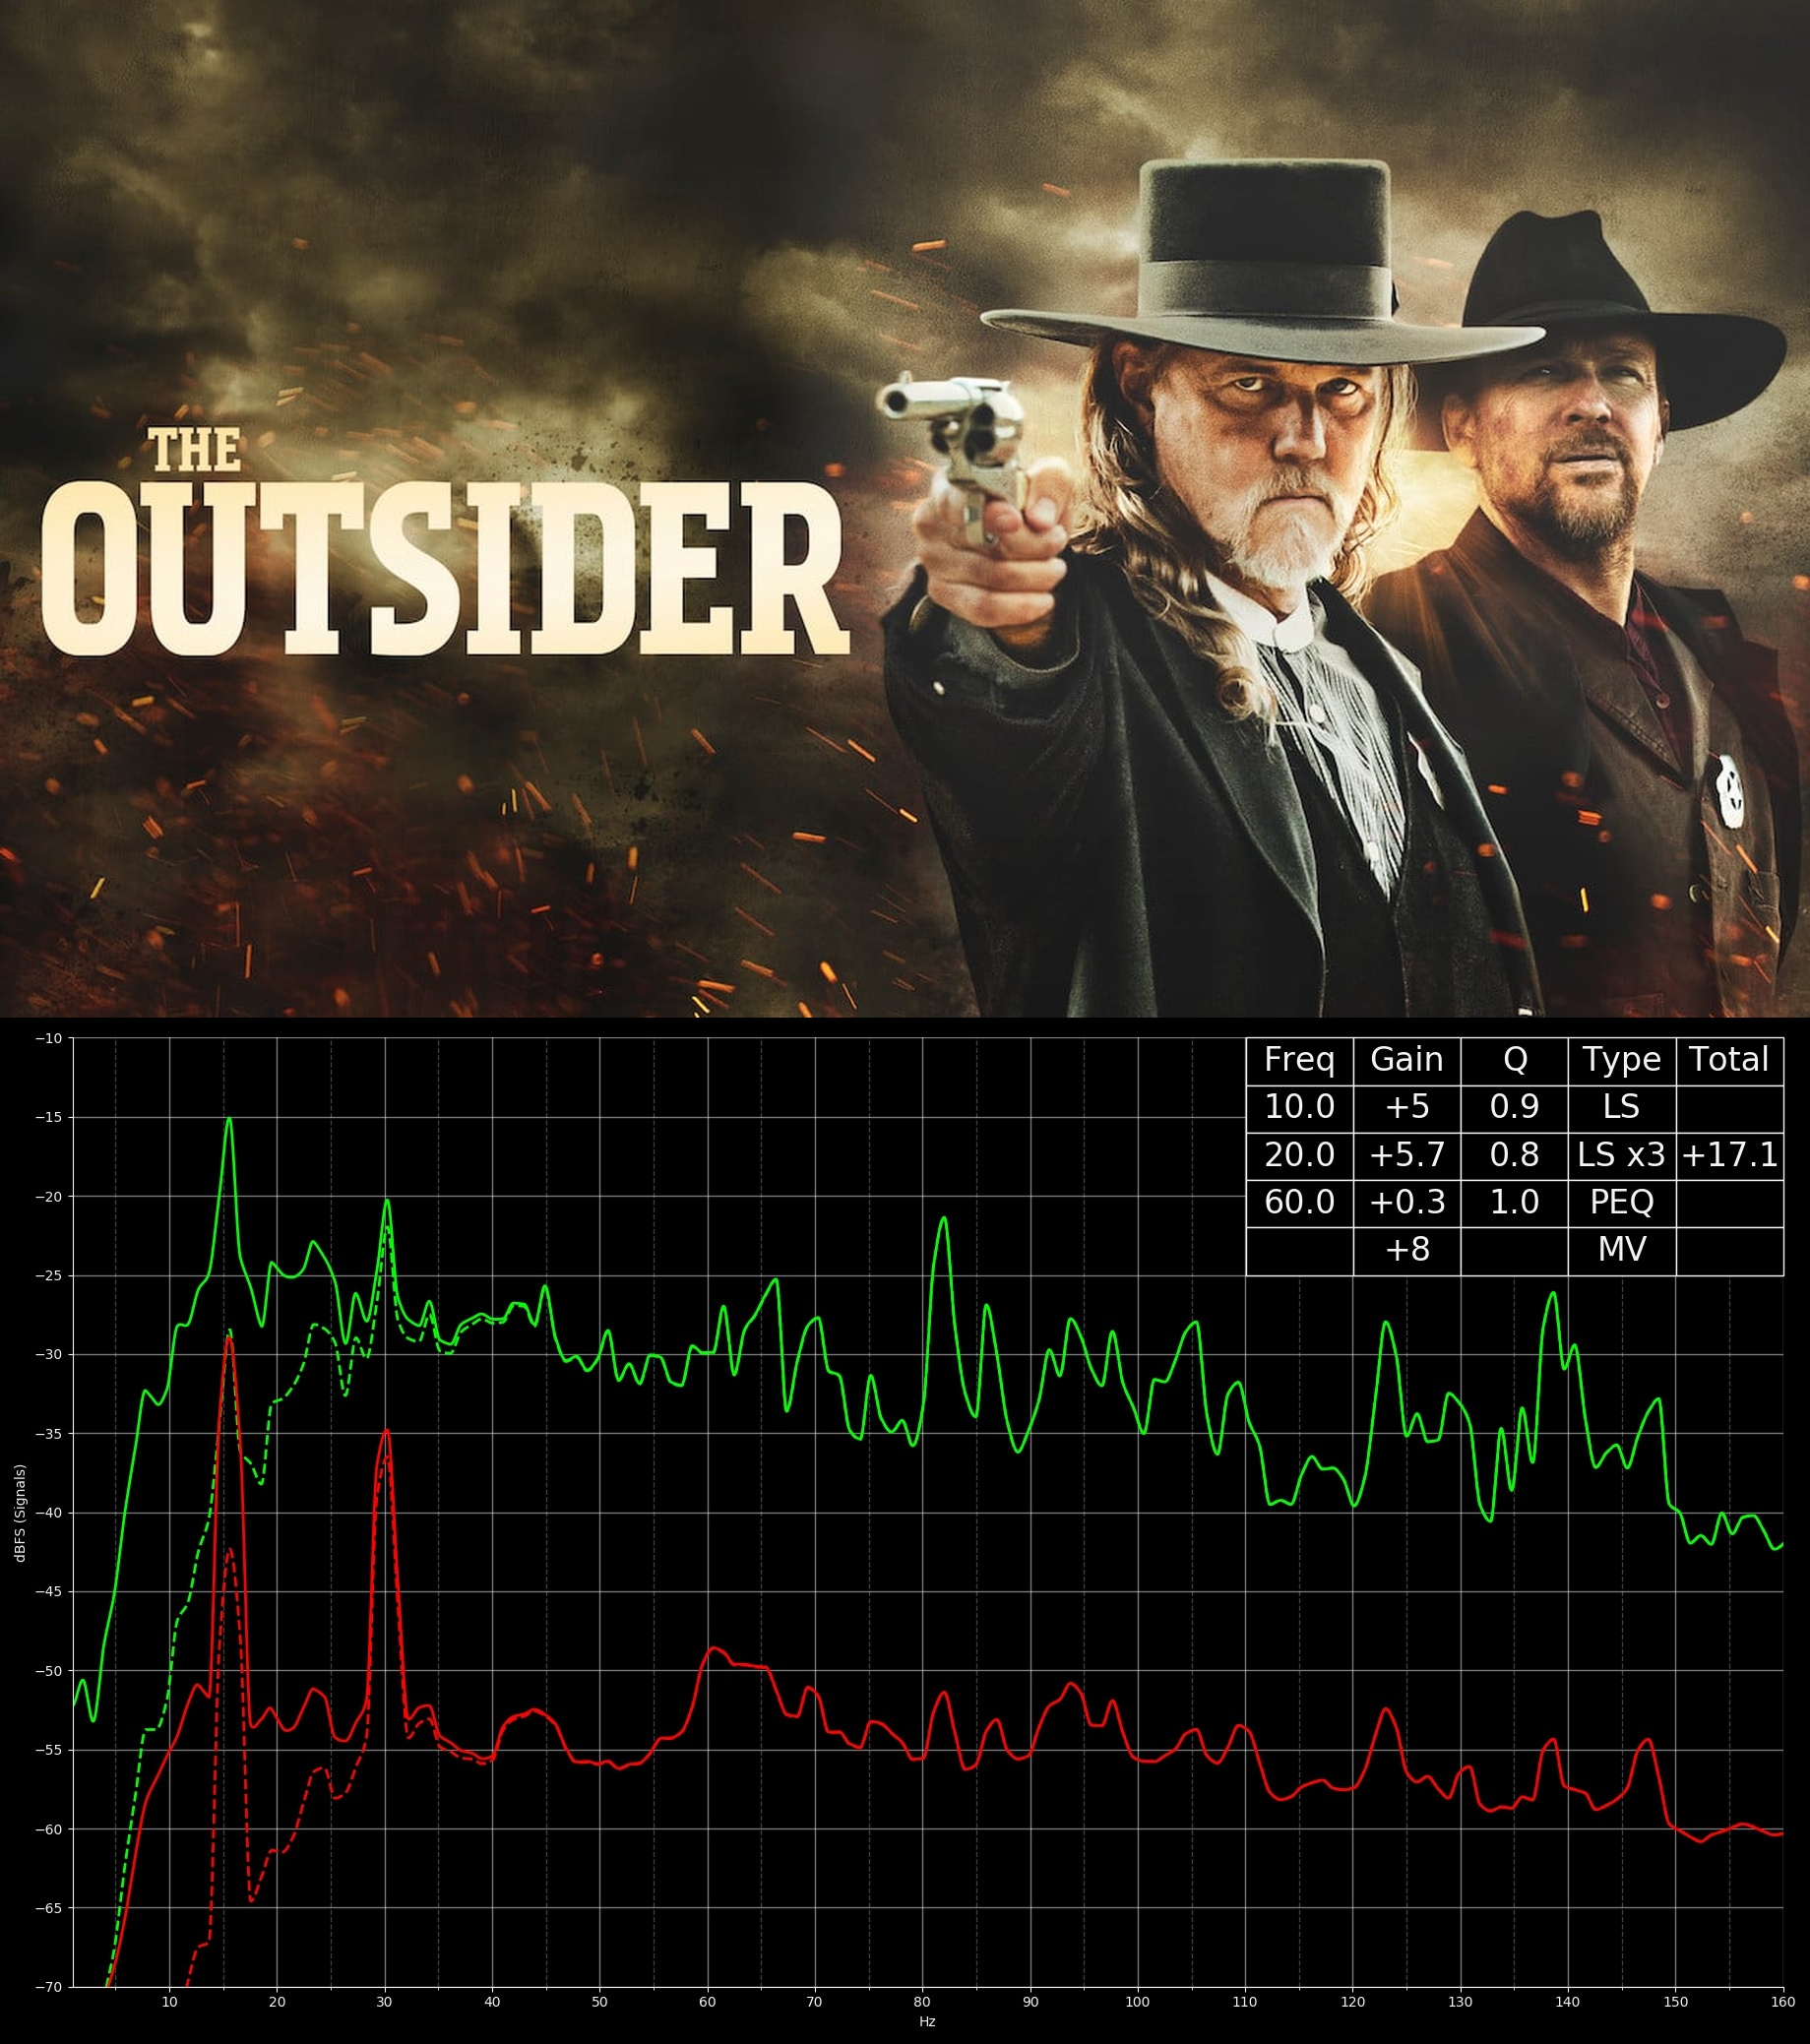 THE
OUTSIDER
Freq Gain Q Type Total
10.0 +5 0.9 LS
20.0 +5.7 0.8 LS x3 +17.1
60.0 +0.3 1.0 PEQ
+8 MV
−10
−15
−20
−25
−30
−35
−40
−45
−50
−55
−60
−65
−70
dBFS (Signals)
10 20 30 40 50 60 70 80 90 100 110 120 130 140 150 160
Hz